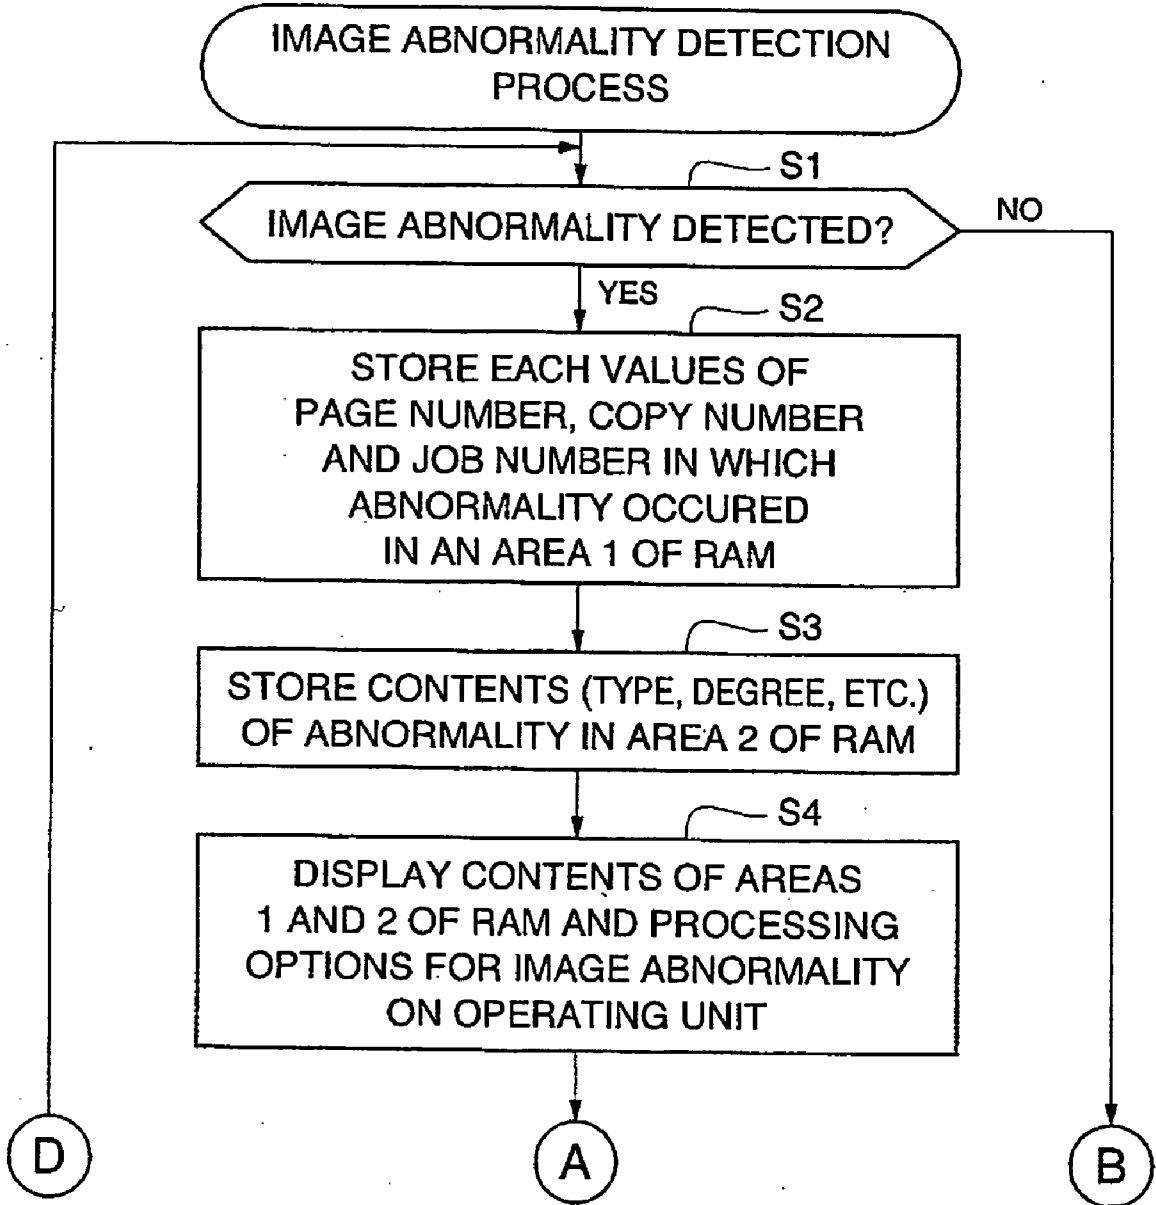 IMAGE ABNORMALITY DETECTION
PROCESS
S1
IMAGE ABNORMALITY DETECTED?
NO
YES
S2
STORE EACH VALUES OF
PAGE NUMBER, COPY NUMBER
AND JOB NUMBER IN WHICH
ABNORMALITY OCCURED
IN AN AREA 1 OF RAM
S3
STORE CONTENTS (TYPE, DEGREE, ETC.)
OF ABNORMALITY IN AREA 2 OF RAM
S4
DISPLAY CONTENTS OF AREAS
1 AND 2 OF RAM AND PROCESSING
OPTIONS FOR IMAGE ABNORMALITY
ON OPERATING UNIT
D
A
B